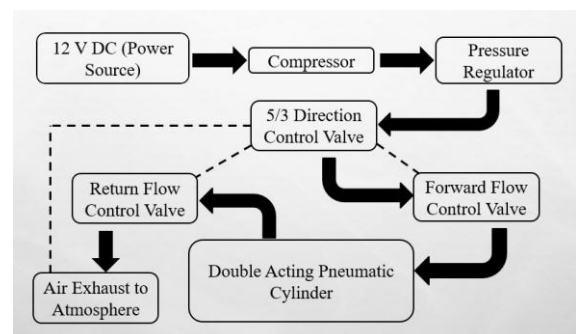 12 V DC (Power
Source)
Compressor
Pressure
Regulator
5/3 Direction
Control Valve
Return Flow
Control Valve
Forward Flow
Control Valve
Double Acting Pneumatic
Cylinder
Air Exhaust to
Atmosphere